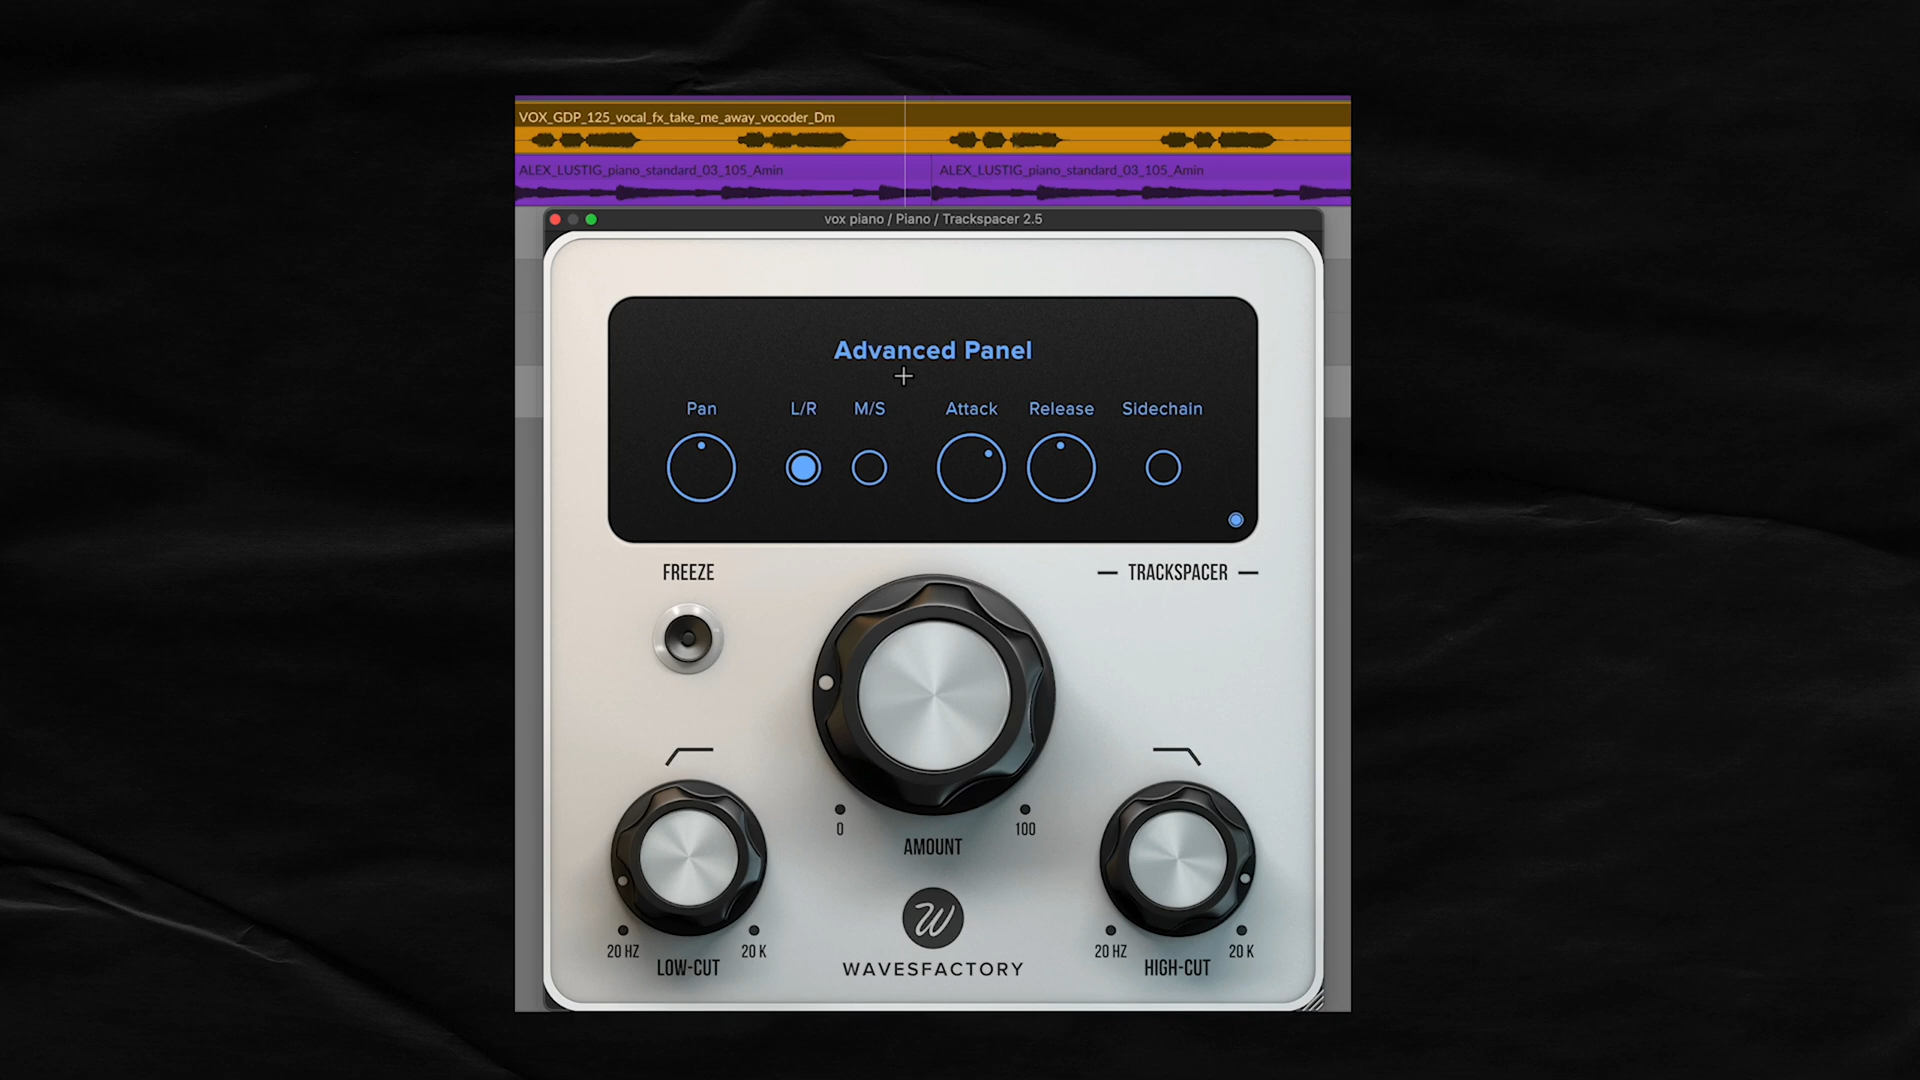 VOX_GDP_125_vocal_fx_take_me_away_vocoder_Dm
ALEX_LUSTIG_piano_standard_03_105_Amin ALEX_LUSTIG_piano_standard_03_105_Amin
vox piano / Piano / Trackspacer 2.5
Advanced Panel
Pan L/R M/S Attack Release Sidechain
FREEZE TRACKSPACER
0 100
AMOUNT
20 HZ 20 K 20 HZ 20 K
LOW-CUT HIGH-CUT
W
WAVESFACTORY